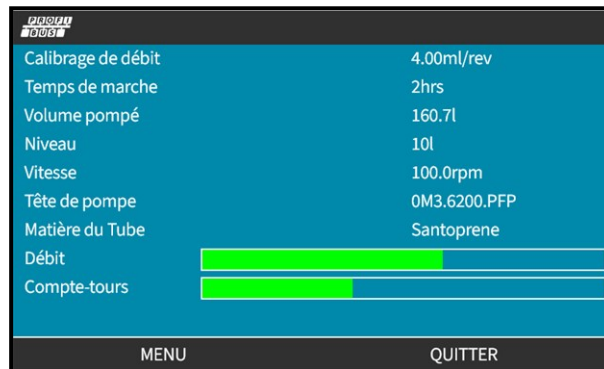 PROFI
BUS
Calibrage de débit 4.00ml/rev
Temps de marche 2hrs
Volume pompé 160.7l
Niveau 10l
Vitesse 100.0rpm
Tête de pompe 0M3.6200.PFP
Matière du Tube Santoprene
Débit
Compte-tours
MENU QUITTER